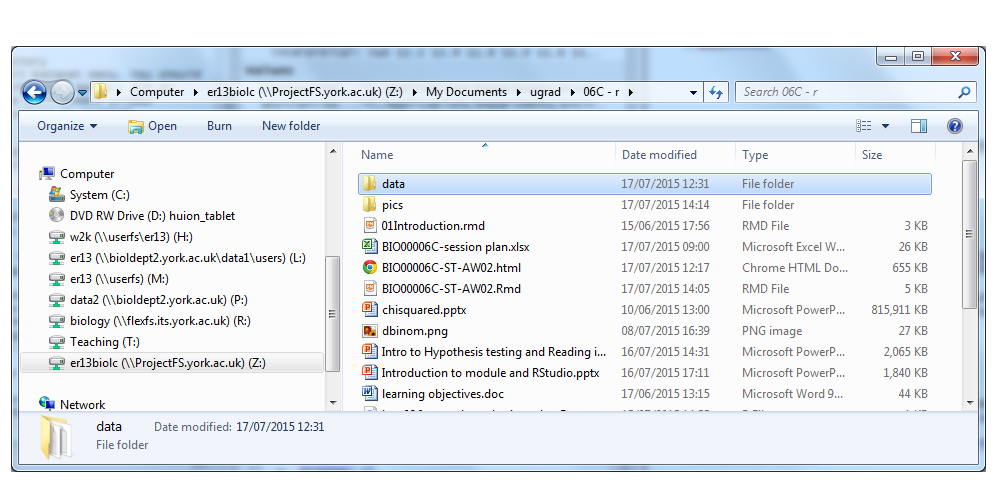 Computer er13biolc (\\ProjectFS.york.ac.uk) (Z:) My Documents ugrad 06C - r Search 06C - r
Organize Open Burn New folder
Name Date modified Type Size
Computer
System (C:)
DVD RW Drive (D:) huion_tablet
w2k (\\userfs\er13) (H:)
er13 (\\bioldept2.york.ac.uk\data1\users) (L:)
er13 (\\userfs) (M:)
data2 (\\bioldept2.york.ac.uk) (P:)
biology (\\flexfs.its.york.ac.uk) (R:)
Teaching (T:)
er13biolc (\\ProjectFS.york.ac.uk) (Z:)
Network
data 17/07/2015 12:31 File folder
pics 17/07/2015 14:14 File folder
01Introduction.rmd 15/06/2015 17:56 RMD File 3 KB
BIO00006C-session plan.xlsx 17/07/2015 09:00 Microsoft Excel W... 26 KB
BIO00006C-ST-AW02.html 17/07/2015 12:17 Chrome HTML Do... 655 KB
BIO00006C-ST-AW02.Rmd 17/07/2015 14:05 RMD File 5 KB
chisquared.pptx 10/06/2015 13:00 Microsoft PowerP... 815,911 KB
dbinom.png 08/07/2015 16:39 PNG image 27 KB
Intro to Hypothesis testing and Reading i... 16/07/2015 14:31 Microsoft PowerP... 2,065 KB
Introduction to module and RStudio.pptx 16/07/2015 17:11 Microsoft PowerP... 1,840 KB
learning objectives.doc 17/06/2015 13:15 Microsoft Word 9... 44 KB
data Date modified: 17/07/2015 12:31
File folder